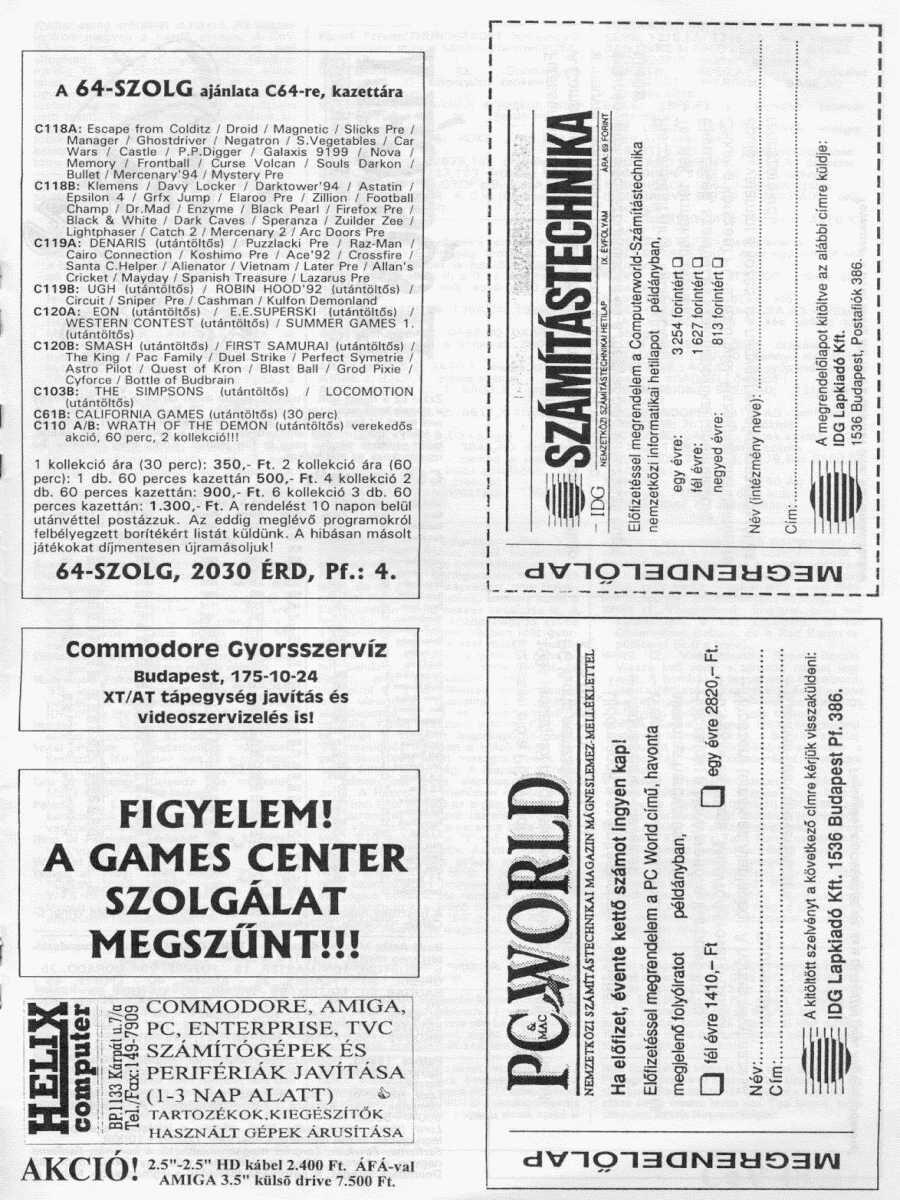 A 64-SZOLG ajánlata C64-re, kazettára
C118A: Escape from Colditz / Droid / Magnetic / Slicks Pre /
Manager / Ghostdriver / Negatron / S.Vegetables / Car
Wars / Castle / P.P.Digger / Galaxis 9199 / Nova
Memory / Frontball / Curse Volcan / Souls Darkon /
Bullet / Mercenary'94 / Mystery Pre
C118B: Klemens / Davy Locker / Darktower'94 / Astatin /
Epsilon 4 / Grfx Jump / Elaroo Pre / Zillion / Football
Champ / Dr.Mad / Enzyme / Black Pearl / Firefox Pre /
Black & White / Dark Caves / Speranza / Zuilder Zee /
Lightphaser / Catch 2 / Mercenary 2 / Arc Doors Pre
C119A: DENARIS (utántöltős) / Puzzlacki Pre / Raz-Man /
Cairo Connection / Koshimo Pre / Ace'92 / Crossfire /
Santa C.Helper / Alienator / Vietnam / Later Pre / Allan's
Cricket / Mayday / Spanish Treasure / Lazarus Pre
C119B: UGH (utántöltős) / ROBIN HOOD'92 (utántöltős) /
Circuit / Sniper Pre / Cashman / Kulfon Demonland
C120A: EON (utántöltős) / E.E.SUPERSKI (utántöltős) /
WESTERN CONTEST (utántöltős) / SUMMER GAMES 1.
(utántöltős)
C120B: SMASH (utántöltős) / FIRST SAMURAI (utántöltős) /
The King / Pac Family / Duel Strike / Perfect Symetrie /
Astro Pilot / Quest of Kron / Blast Ball / Grod Pixie /
Cyforce / Bottle of Budbrain
C103B: THE SIMPSONS (utántöltős) / LOCOMOTION
(utántöltős)
C61B: CALIFORNIA GAMES (utántöltős) (30 perc)
C110 A/B: WRATH OF THE DEMON (utántöltős) verekedős
akció, 60 perc, 2 kollekció!!!
1 kollekció ára (30 perc): 350,- Ft. 2 kollekció ára (60
perc): 1 db. 60 perces kazettán 500,- Ft. 4 kollekció 2
db. 60 perces kazettán: 900,- Ft. 6 kollekció 3 db. 60
perces kazettán: 1.300,- Ft. A rendelést 10 napon belül
utánvéttel postázzuk. Az eddig meglévő programokról
felbélyegzett borítékért listát küldünk. A hibásan másolt
játékokat díjmentesen újramásoljuk!
64-SZOLG, 2030 ÉRD, Pf.: 4.
Commodore Gyorsszervíz
Budapest, 175-10-24
XT/AT tápegység javítás és
videoszervizelés is!
FIGYELEM!
A GAMES CENTER
SZOLGÁLAT
MEGSZŰNT!!!
HELIX
computer
BP.1133 Kárpát u.7/a
Tel./Fax:149-7909
COMMODORE, AMIGA,
PC, ENTERPRISE, TVC
SZÁMÍTÓGÉPEK ÉS
PERIFÉRIÁK JAVÍTÁSA
(1-3 NAP ALATT)
TARTOZÉKOK,KIEGÉSZÍTŐK
HASZNÁLT GÉPEK ÁRUSÍTÁSA
AKCIÓ! 2.5"-2.5" HD kábel 2.400 Ft. ÁFÁ-val
AMIGA 3.5" külső drive 7.500 Ft.
MEGRENDELŐLAP
IDG
SZÁMÍTÁSTECHNIKA
NEMZETKÖZI SZÁMÍTÁSTECHNIKAI HETILAP IX. ÉVFOLYAM ÁRA: 69 FORINT
Előfizetéssel megrendelem a Computerworld-Számítástechnika
nemzetközi informatikai hetilapot példányban,
egy évre: 3 254 forintért
fél évre: 1 627 forintért
negyed évre: 813 forintért
Név (intézmény neve):
Cím:
A megrendelőlapot kitöltve az alábbi címre küldje:
IDG Lapkiadó Kft.
1536 Budapest, Postafiók 386.
MEGRENDELŐLAP
PC WORLD
& MAC
NEMZETKÖZI SZÁMÍTÁSTECHNIKAI MAGAZIN MÁGNESLEMEZ-MELLÉKLETTEL
Ha előfizet, évente kettő számot ingyen kap!
Előfizetéssel megrendelem a PC World című, havonta
megjelenő folyóiratot példányban,
fél évre 1410,– Ft egy évre 2820,– Ft.
Név:
Cím:
A kitöltött szelvényt a következő címre kérjük visszaküldeni:
IDG Lapkiadó Kft. 1536 Budapest Pf. 386.